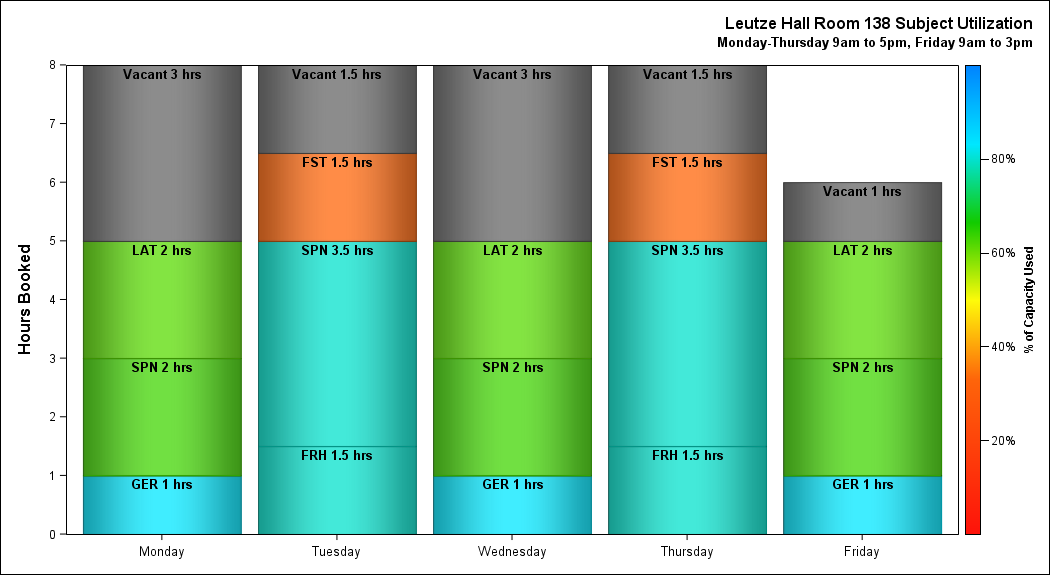 Leutze Hall Room 138 Subject Utilization
Monday-Thursday 9am to 5pm, Friday 9am to 3pm
Hours Booked
8
7
6
5
4
3
2
1
0
Vacant 3 hrs
LAT 2 hrs
SPN 2 hrs
GER 1 hrs
Monday
Vacant 1.5 hrs
FST 1.5 hrs
SPN 3.5 hrs
FRH 1.5 hrs
Tuesday
Vacant 3 hrs
LAT 2 hrs
SPN 2 hrs
GER 1 hrs
Wednesday
Vacant 1.5 hrs
FST 1.5 hrs
SPN 3.5 hrs
FRH 1.5 hrs
Thursday
Vacant 1 hrs
LAT 2 hrs
SPN 2 hrs
GER 1 hrs
Friday
80%
60%
40%
20%
% of Capacity Used